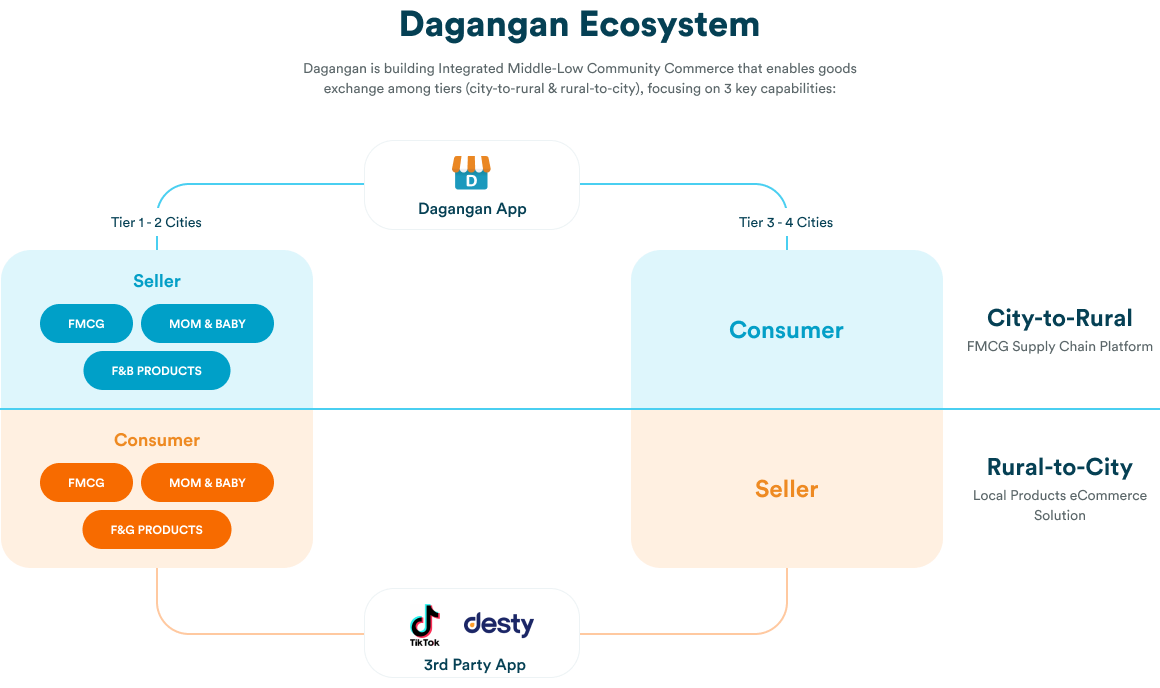 Dagangan Ecosystem
Dagangan is building Integrated Middle-Low Community Commerce that enables goods
exchange among tiers (city-to-rural & rural-to-city), focusing on 3 key capabilities:
D
Dagangan App
Tier 1 - 2 Cities
Tier 3 - 4 Cities
Seller
FMCG
MOM & BABY
F&B PRODUCTS
Consumer
City-to-Rural
FMCG Supply Chain Platform
Consumer
FMCG
MOM & BABY
F&G PRODUCTS
Seller
Rural-to-City
Local Products eCommerce
Solution
TikTok
desty
3rd Party App